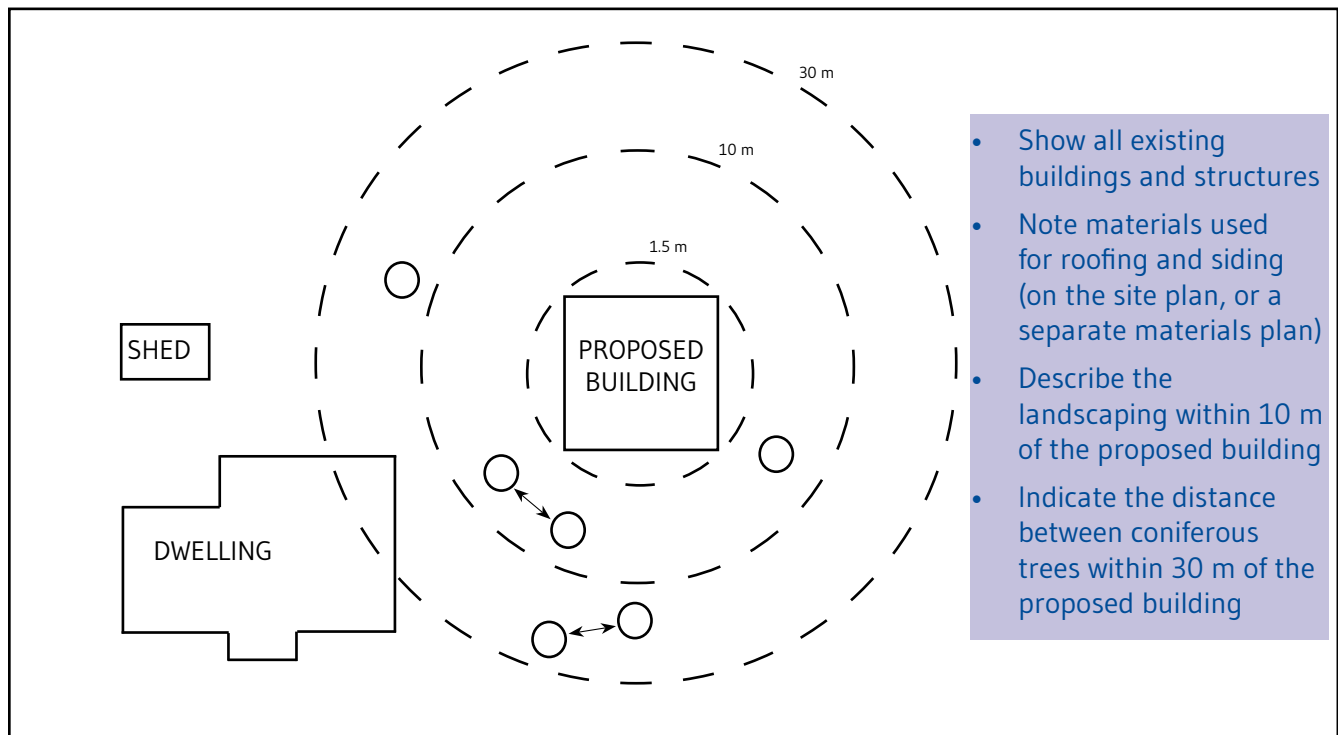 30 m
10 m
1.5 m
SHED
PROPOSED
BUILDING
DWELLING
• Show all existing
buildings and structures
• Note materials used
for roofing and siding
(on the site plan, or a
separate materials plan)
• Describe the
landscaping within 10 m
of the proposed building
• Indicate the distance
between coniferous
trees within 30 m of the
proposed building